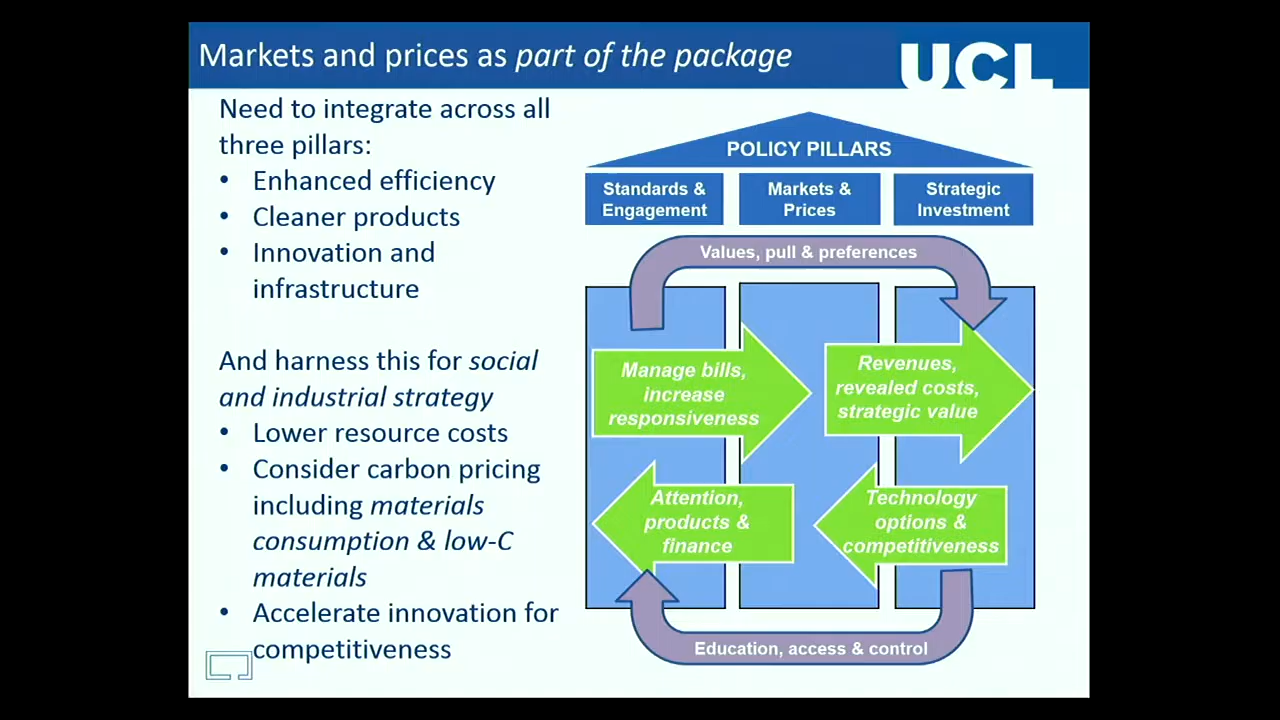 Markets and prices as part of the package
UCL
Need to integrate across all
three pillars:
• Enhanced efficiency
• Cleaner products
• Innovation and
infrastructure
And harness this for social
and industrial strategy
• Lower resource costs
• Consider carbon pricing
including materials
consumption & low-C
materials
• Accelerate innovation for
competitiveness
POLICY PILLARS
Standards &
Engagement
Markets &
Prices
Strategic
Investment
Values, pull & preferences
Manage bills,
increase
responsiveness
Revenues,
revealed costs,
strategic value
Attention,
products &
finance
Technology
options &
competitiveness
Education, access & control